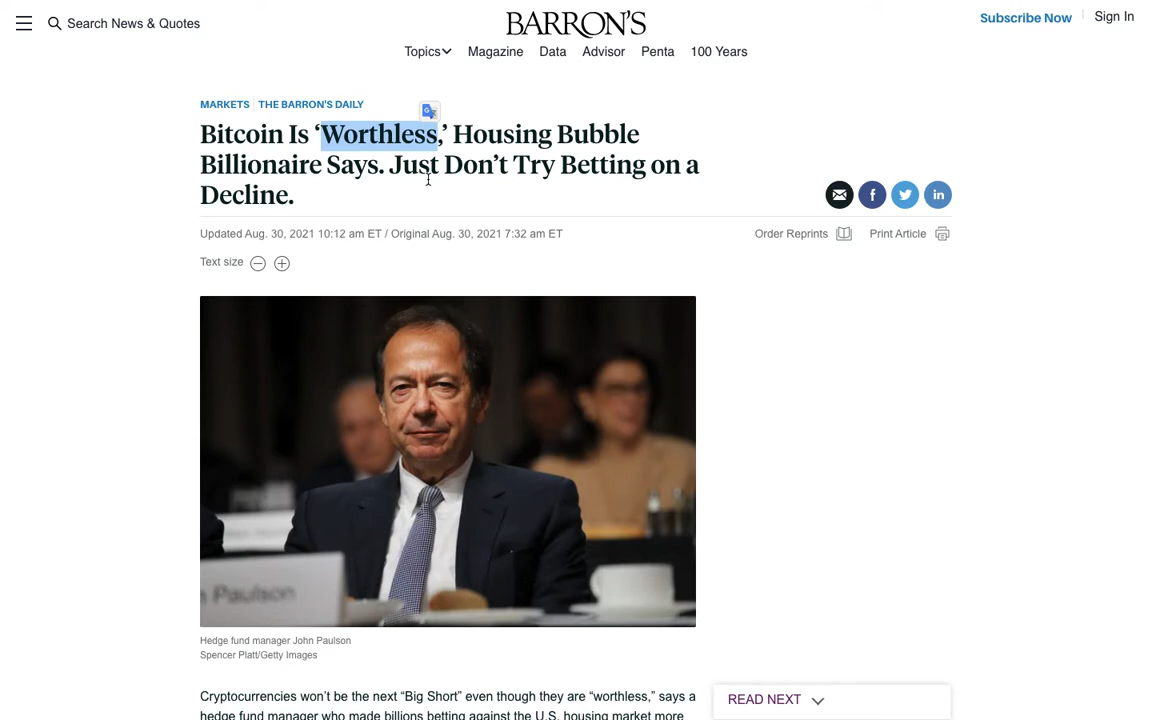 Search News & Quotes
BARRON'S
Subscribe Now
Sign In
Topics
Magazine
Data
Advisor
Penta
100 Years
MARKETS
THE BARRON'S DAILY
Bitcoin Is ‘Worthless,’ Housing Bubble
Billionaire Says. Just Don’t Try Betting on a
Decline.
Updated Aug. 30, 2021 10:12 am ET / Original Aug. 30, 2021 7:32 am ET
Order Reprints
Print Article
Text size
Paulson
Hedge fund manager John Paulson
Spencer Platt/Getty Images
Cryptocurrencies won’t be the next “Big Short” even though they are “worthless,” says a
hedge fund manager who made billions betting against the U.S. housing market more
READ NEXT